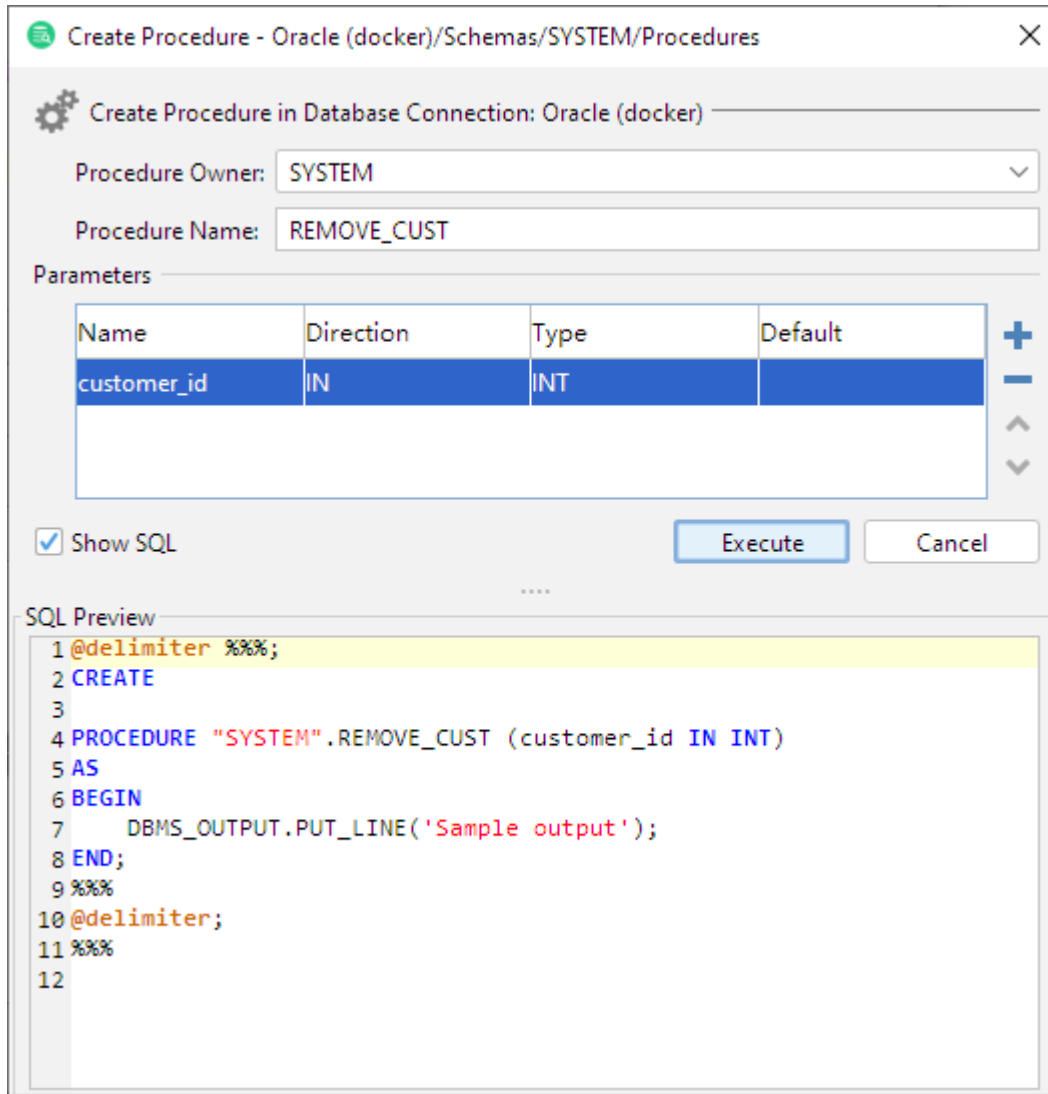 Create Procedure - Oracle (docker)/Schemas/SYSTEM/Procedures
Create Procedure in Database Connection: Oracle (docker)
Procedure Owner: SYSTEM
Procedure Name: REMOVE_CUST
Parameters
Name Direction Type Default
customer_id IN INT
Show SQL Execute Cancel
SQL Preview
1 @delimiter %%%;
2 CREATE
3
4 PROCEDURE "SYSTEM".REMOVE_CUST (customer_id IN INT)
5 AS
6 BEGIN
7 DBMS_OUTPUT.PUT_LINE('Sample output');
8 END;
9 %%%
10 @delimiter;
11 %%%
12